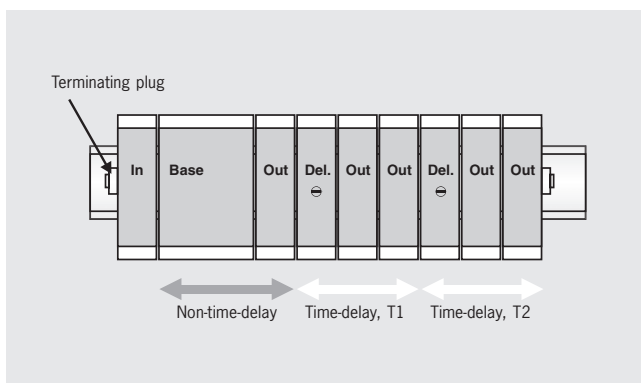 Terminating plug
In Base Out Del. Out Out Del. Out Out
Non-time-delay Time-delay, T1 Time-delay, T2